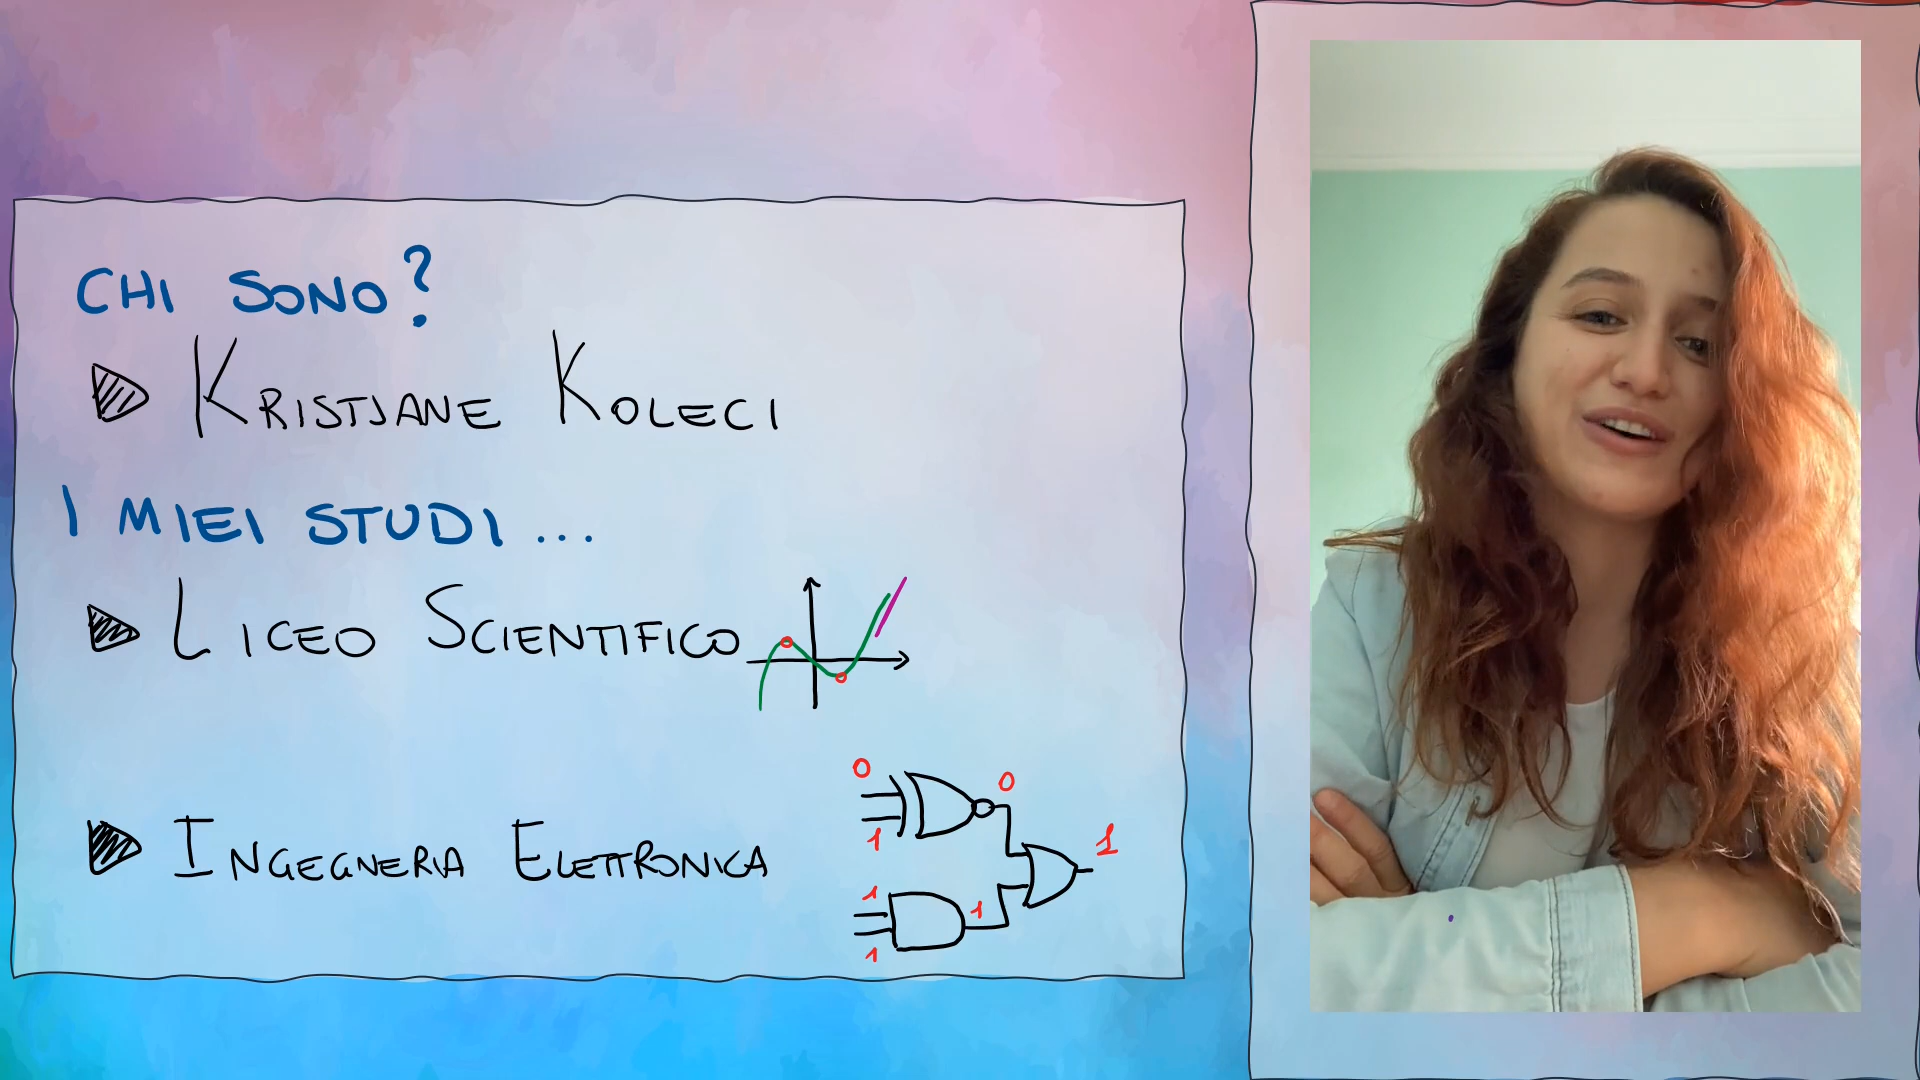 CHI SONO?
KRISTJANE KOLECI
I MIEI STUDI...
LICEO SCIENTIFICO
INGEGNERIA ELETTRONICA
0
0
1
1
1
1
1